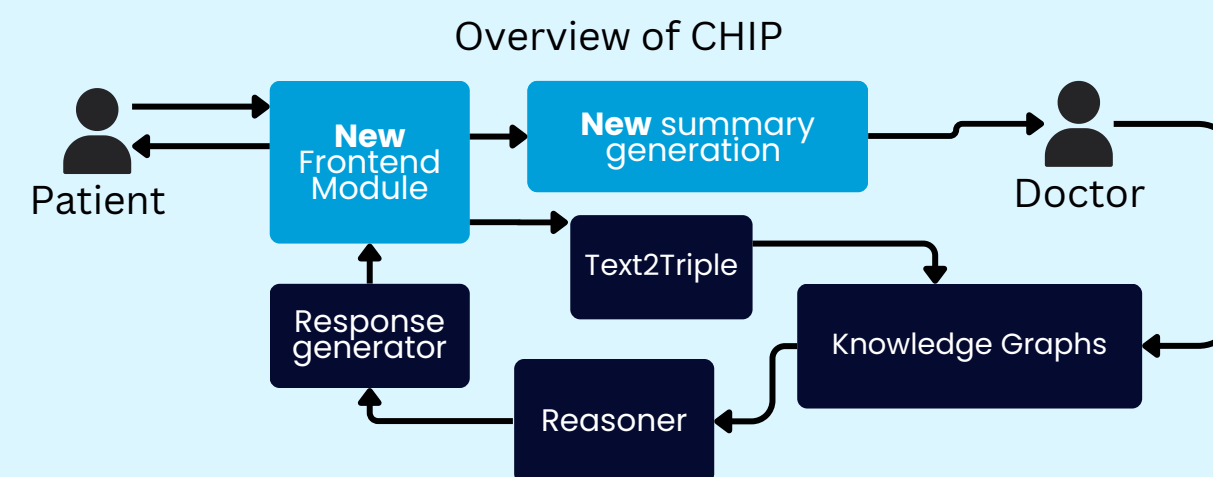 Overview of CHIP
New
Frontend
Module
New summary
generation
Patient
Doctor
Text2Triple
Response
generator
Knowledge Graphs
Reasoner